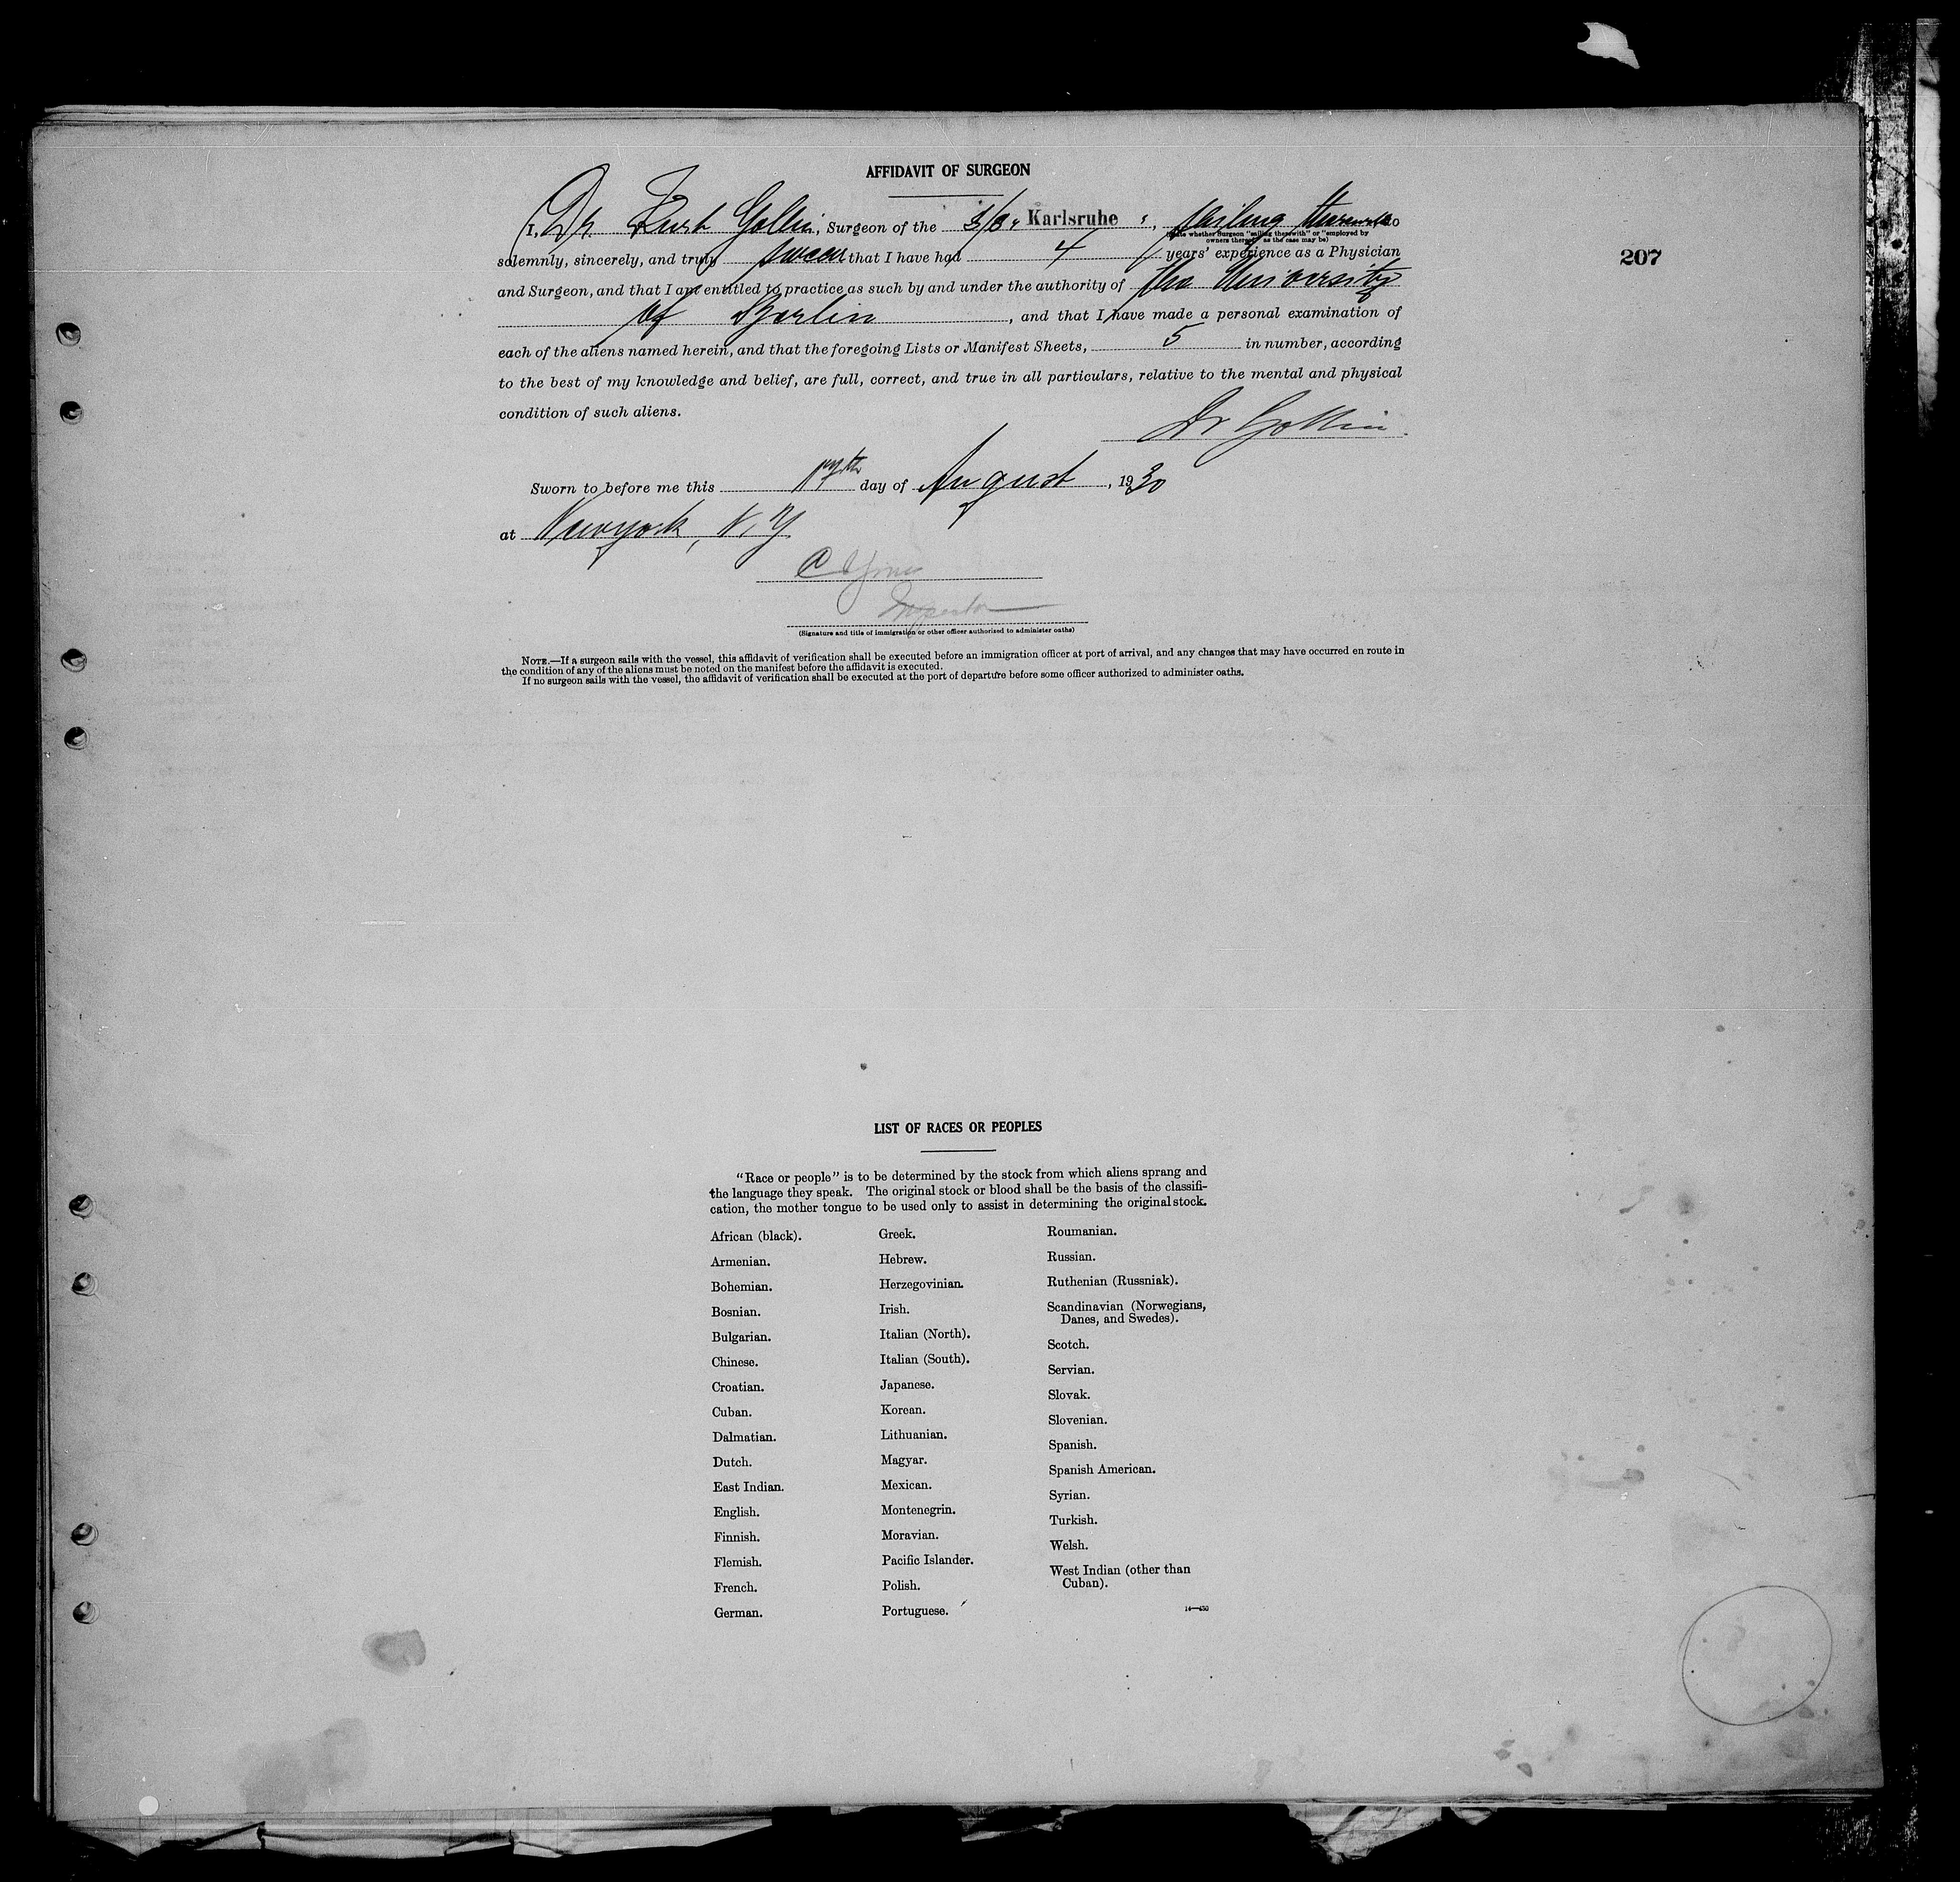 AFFIDAVIT OF SURGEON
I, Dr. Kurt Gollin, Surgeon of the S/S. Karlsruhe, sailing therewith do
(State whether Surgeon "sailing therewith" or "employed by
owners thereof" as the case may be)
207
solemnly, sincerely, and truly swear that I have had 4 years' experience as a Physician
and Surgeon, and that I am entitled to practice as such by and under the authority of the University
of Berlin, and that I have made a personal examination of
each of the aliens named herein, and that the foregoing Lists or Manifest Sheets, 5 in number, according
to the best of my knowledge and belief, are full, correct, and true in all particulars, relative to the mental and physical
condition of such aliens.
Dr Gollin
Sworn to before me this 17th day of August, 1930
at Newyork, N.Y
Inspector
(Signature and title of immigration or other officer authorized to administer oaths)
NOTE.—If a surgeon sails with the vessel, this affidavit of verification shall be executed before an immigration officer at port of arrival, and any changes that may have occurred en route in
the condition of any of the aliens must be noted on the manifest before the affidavit is executed.
If no surgeon sails with the vessel, the affidavit of verification shall be executed at the port of departure before some officer authorized to administer oaths.
LIST OF RACES OR PEOPLES
"Race or people" is to be determined by the stock from which aliens sprang and
the language they speak. The original stock or blood shall be the basis of the classifi-
cation, the mother tongue to be used only to assist in determining the original stock.
African (black).
Armenian.
Bohemian.
Bosnian.
Bulgarian.
Chinese.
Croatian.
Cuban.
Dalmatian.
Dutch.
East Indian.
English.
Finnish.
Flemish.
French.
German.
Greek.
Hebrew.
Herzegovinian.
Irish.
Italian (North).
Italian (South).
Japanese.
Korean.
Lithuanian.
Magyar.
Mexican.
Montenegrin.
Moravian.
Pacific Islander.
Polish.
Portuguese.
Roumanian.
Russian.
Ruthenian (Russniak).
Scandinavian (Norwegians,
Danes, and Swedes).
Scotch.
Servian.
Slovak.
Slovenian.
Spanish.
Spanish American.
Syrian.
Turkish.
Welsh.
West Indian (other than
Cuban).